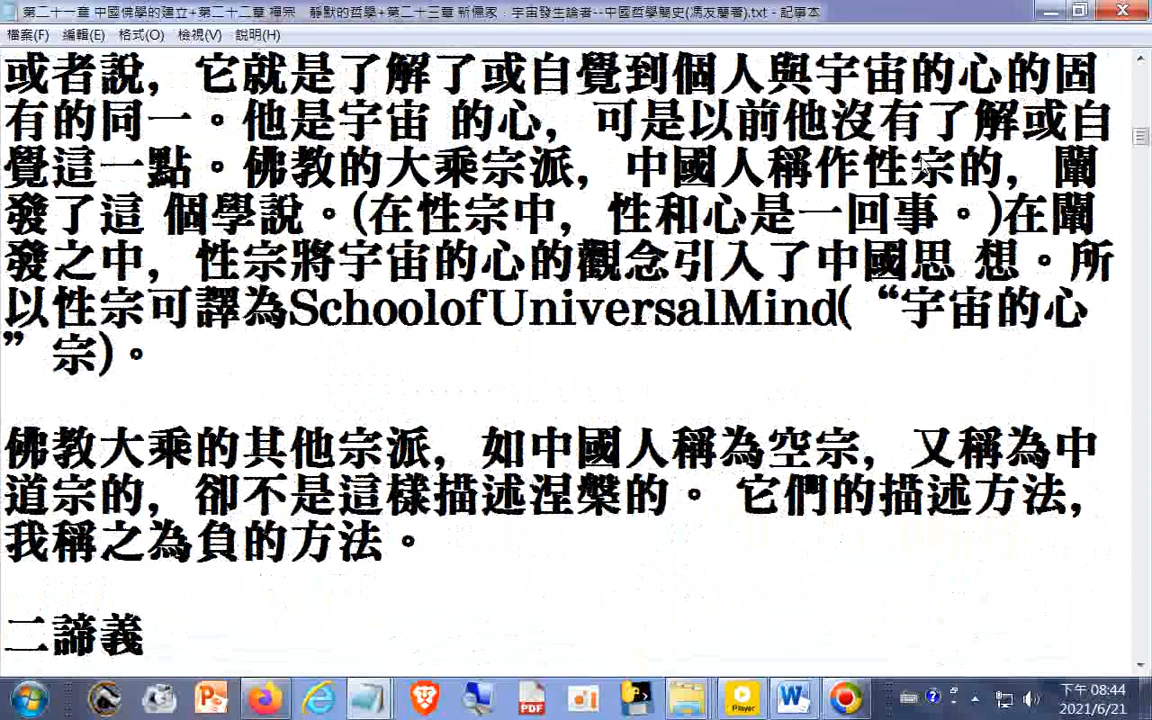 第二十一章 中國佛學的建立+第二十二章 禪宗：靜默的哲學+第二十三章 新儒家：宇宙發生論者--中國哲學簡史(馮友蘭著).txt - 記事本
檔案(F) 編輯(E) 格式(O) 檢視(V) 說明(H)
或者說，它就是了解了或自覺到個人與宇宙的心的固
有的同一。他是宇宙 的心，可是以前他沒有了解或自
覺這一點。佛教的大乘宗派，中國人稱作性宗的，闡
發了這 個學說。(在性宗中，性和心是一回事。)在闡
發之中，性宗將宇宙的心的觀念引入了中國思 想。所
以性宗可譯為SchoolofUniversalMind(“宇宙的心
”宗)。
佛教大乘的其他宗派，如中國人稱為空宗，又稱為中
道宗的，卻不是這樣描述涅槃的。 它們的描述方法，
我稱之為負的方法。
二諦義
PDF
Player
下午 08:44
2021/6/21